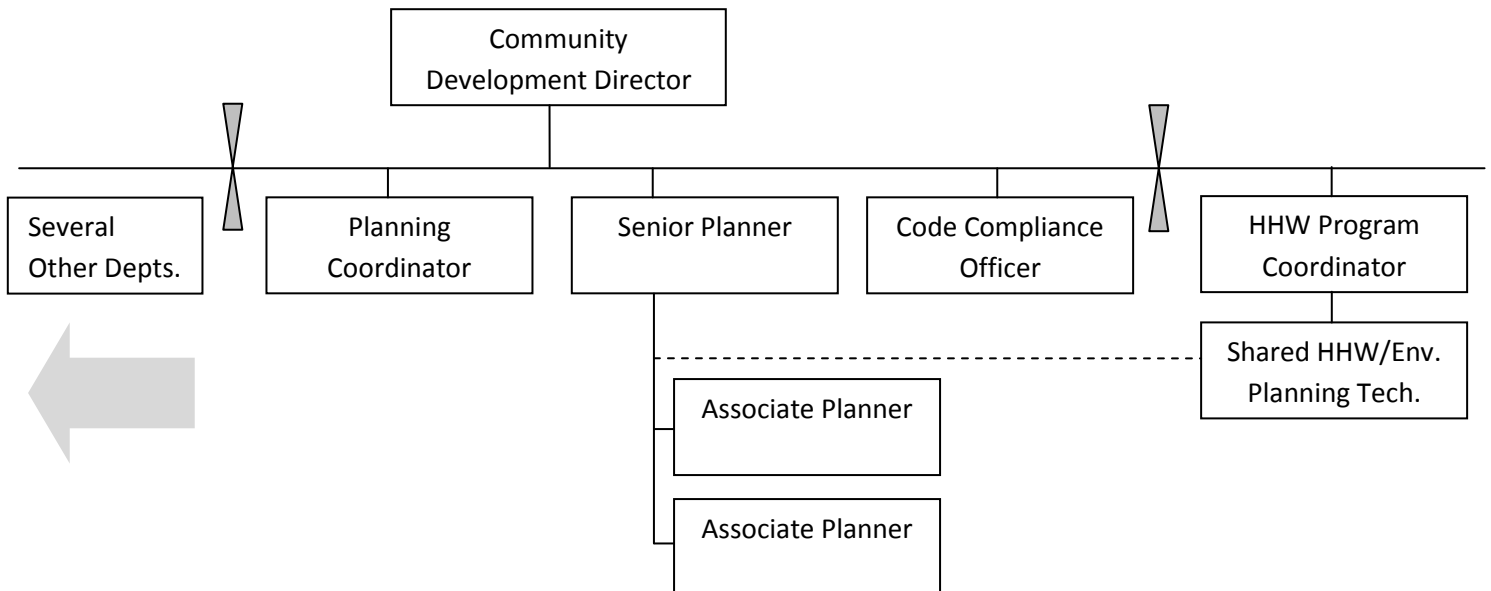 Community
Development Director
Several
Other Depts.
Planning
Coordinator
Senior Planner
Code Compliance
Officer
HHW Program
Coordinator
Shared HHW/Env.
Planning Tech.
Associate Planner
Associate Planner